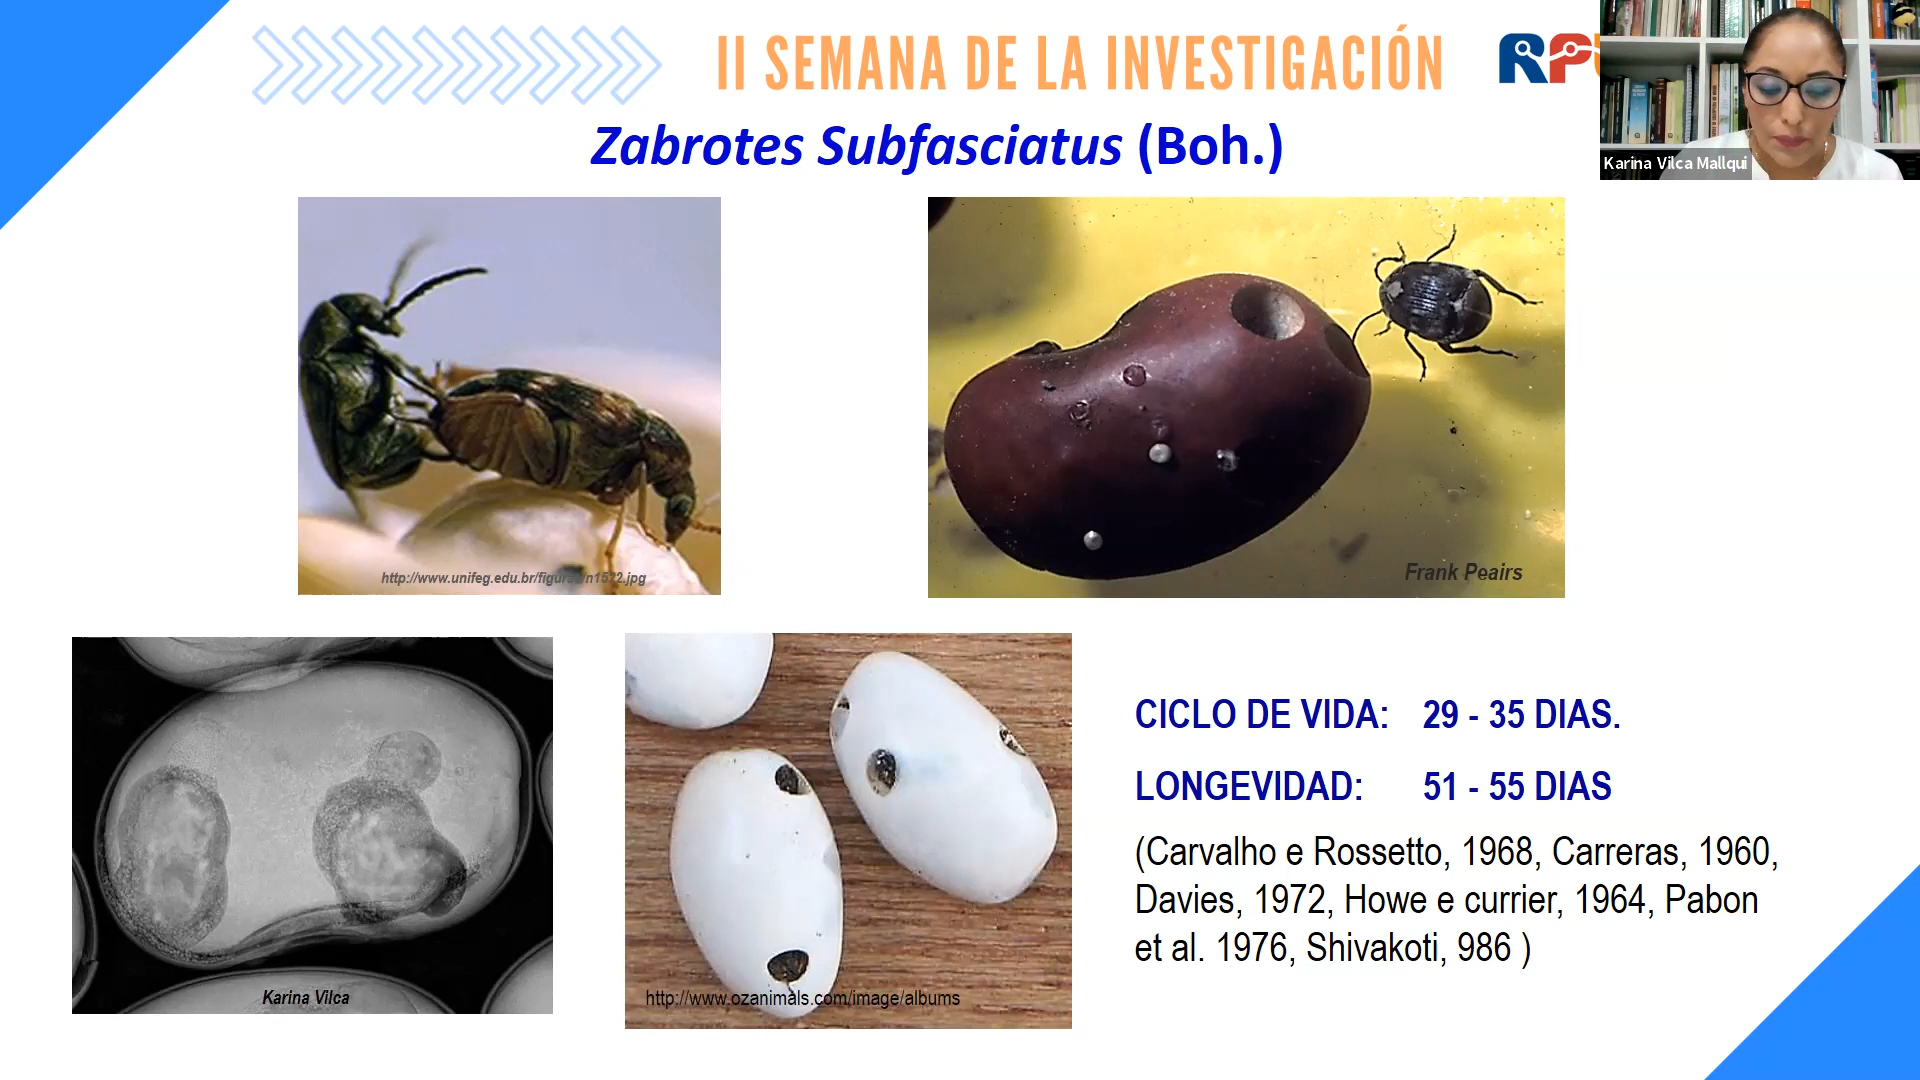 II SEMANA DE LA INVESTIGACIÓN
RP
Karina Vilca Mallqui
Zabrotes Subfasciatus (Boh.)
http://www.unifeg.edu.br/figuras/n1522.jpg
Frank Peairs
Karina Vilca
http://www.ozanimals.com/image/albums
CICLO DE VIDA: 29 - 35 DIAS.
LONGEVIDAD: 51 - 55 DIAS
(Carvalho e Rossetto, 1968, Carreras, 1960,
Davies, 1972, Howe e currier, 1964, Pabon
et al. 1976, Shivakoti, 986 )